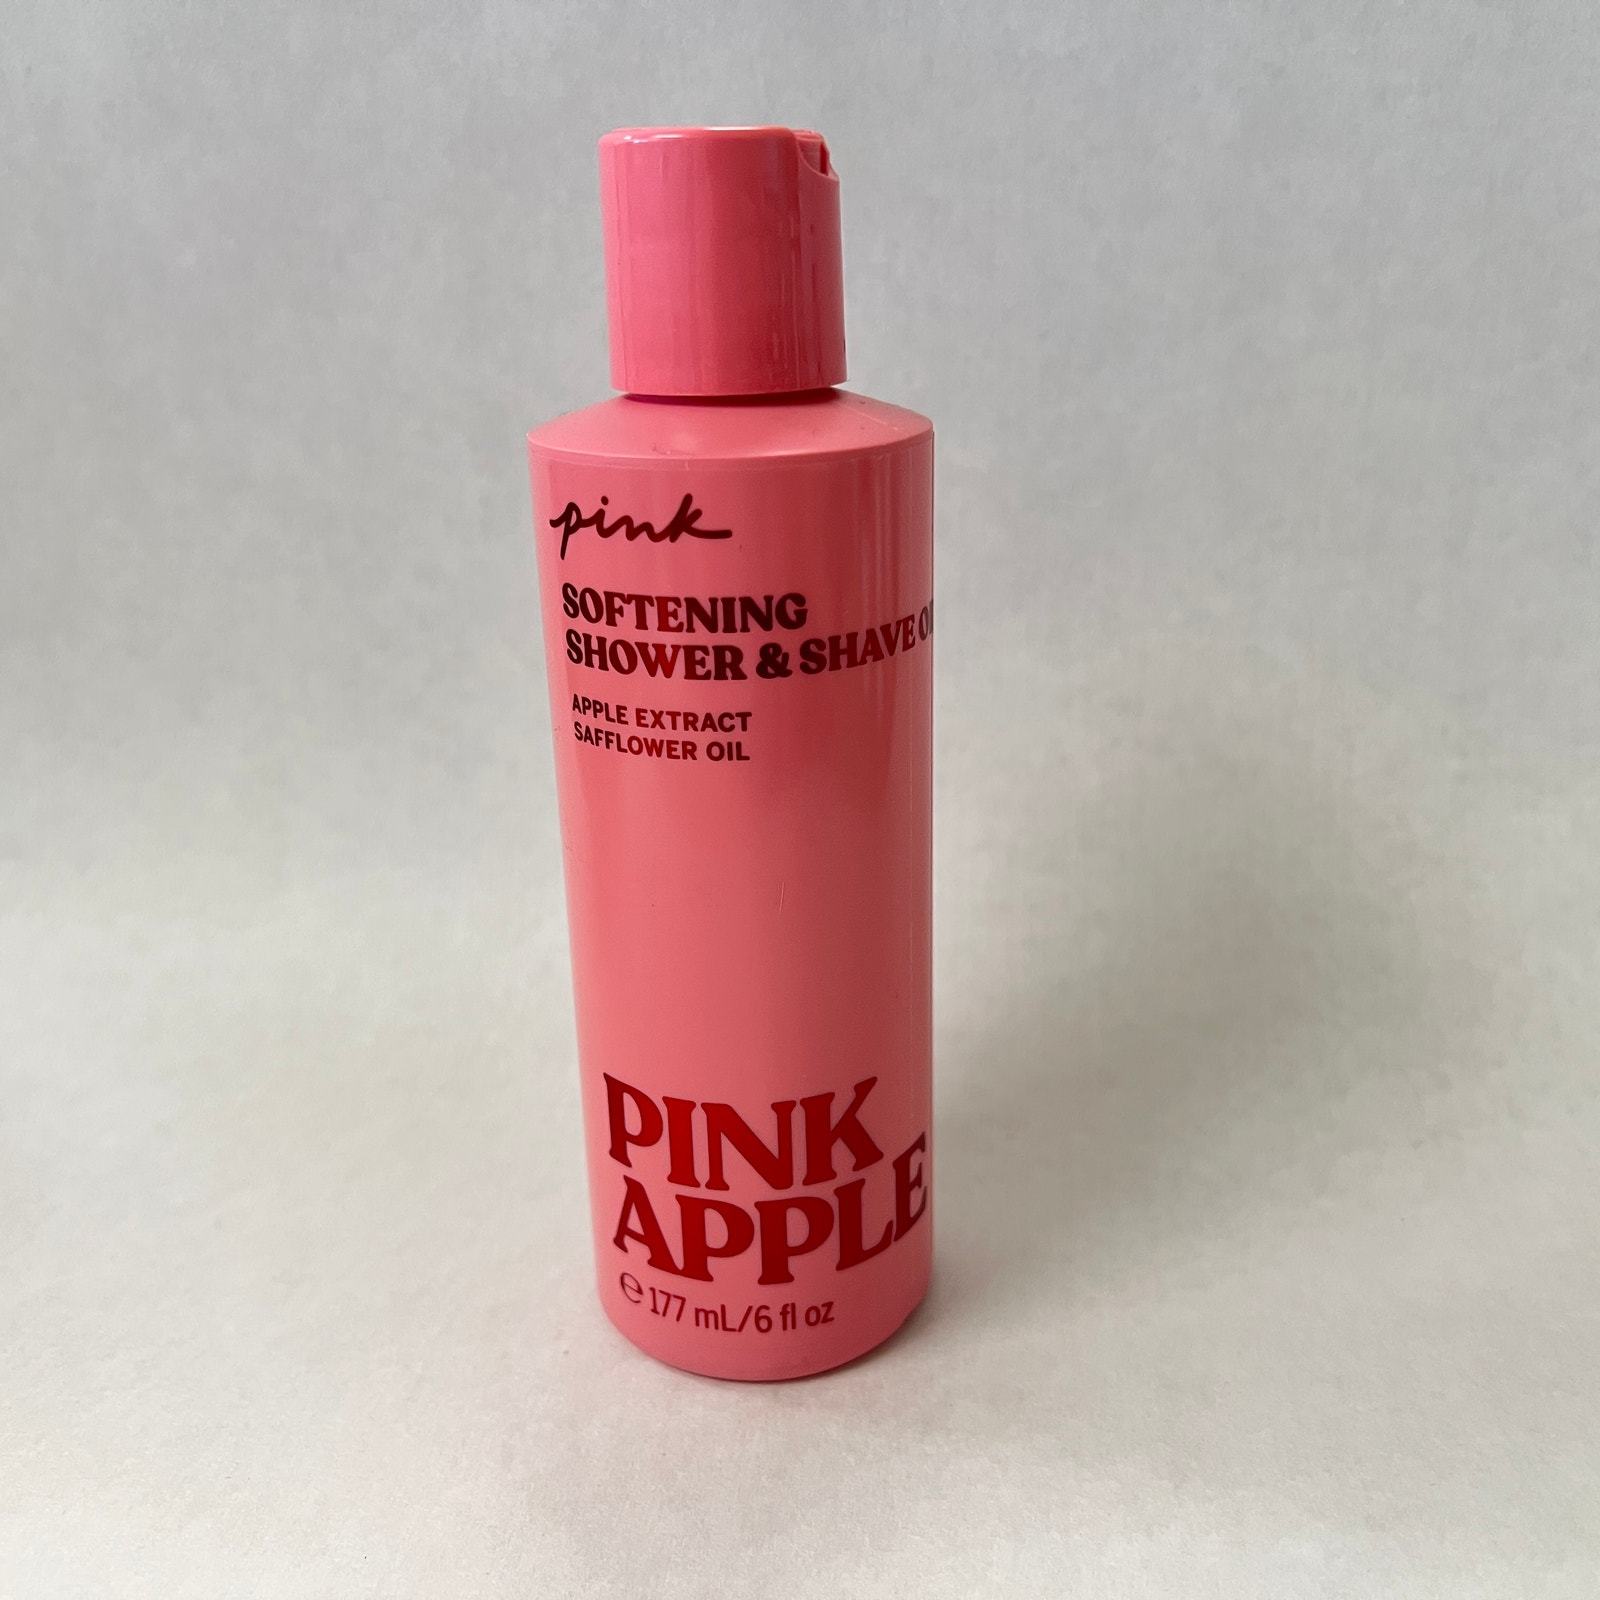 pink
SOFTENING
SHOWER & SHAVE
APPLE EXTRACT
SAFFLOWER OIL
PINK
APPLE
℮ 177 mL/6 fl oz